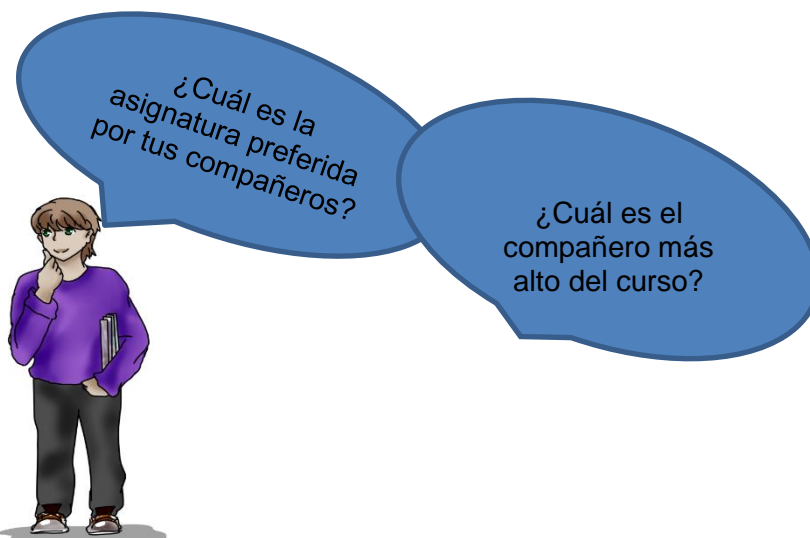 ¿Cuál es la
asignatura preferida
por tus compañeros?
¿Cuál es el
compañero más
alto del curso?